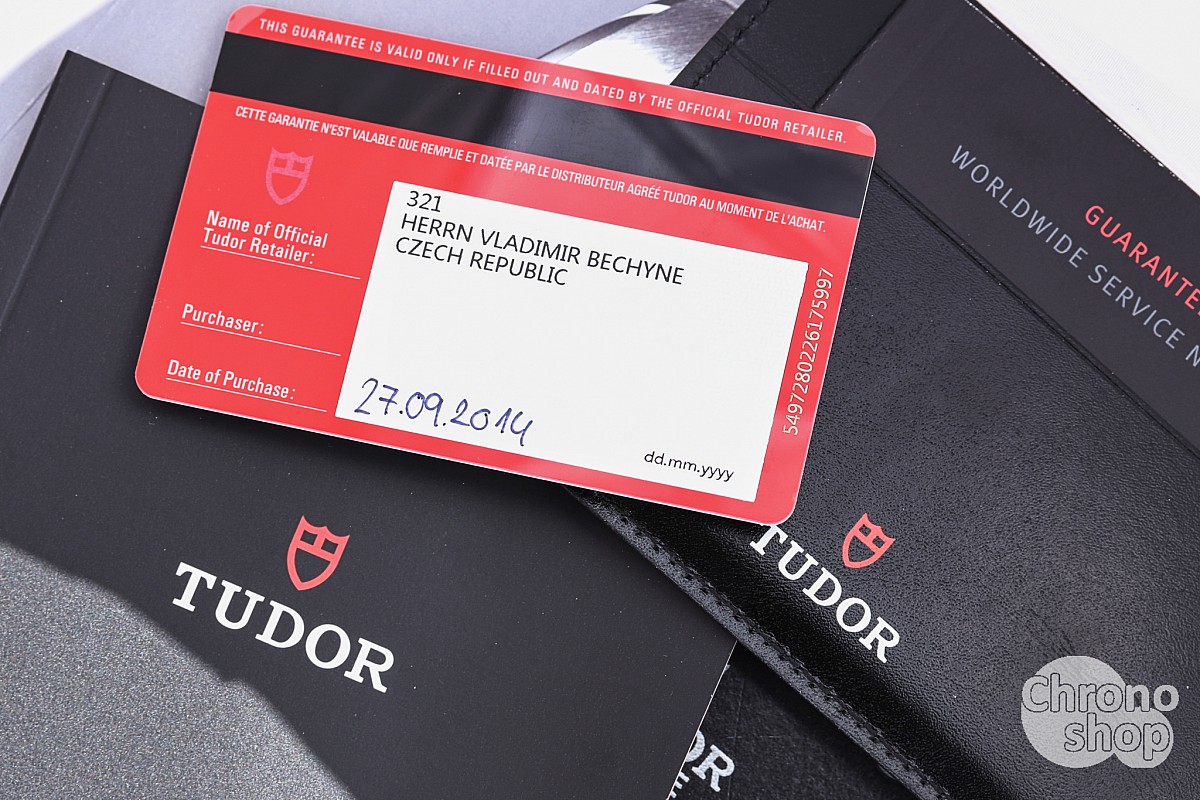 THIS GUARANTEE IS VALID ONLY IF FILLED OUT AND DATED BY THE OFFICIAL TUDOR RETAILER.
CETTE GARANTIE N'EST VALABLE QUE REMPLIE ET DATÉE PAR LE DISTRIBUTEUR AGRÉÉ TUDOR AU MOMENT DE L'ACHAT.
Name of Official
Tudor Retailer:
321
HERRN VLADIMIR BECHYNE
CZECH REPUBLIC
Purchaser:
Date of Purchase:
27.09.2014
dd.mm.yyyy
5497280226175997
GUARANTE
WORLDWIDE SERVICE N
TUDOR
TUDOR
Chrono
shop